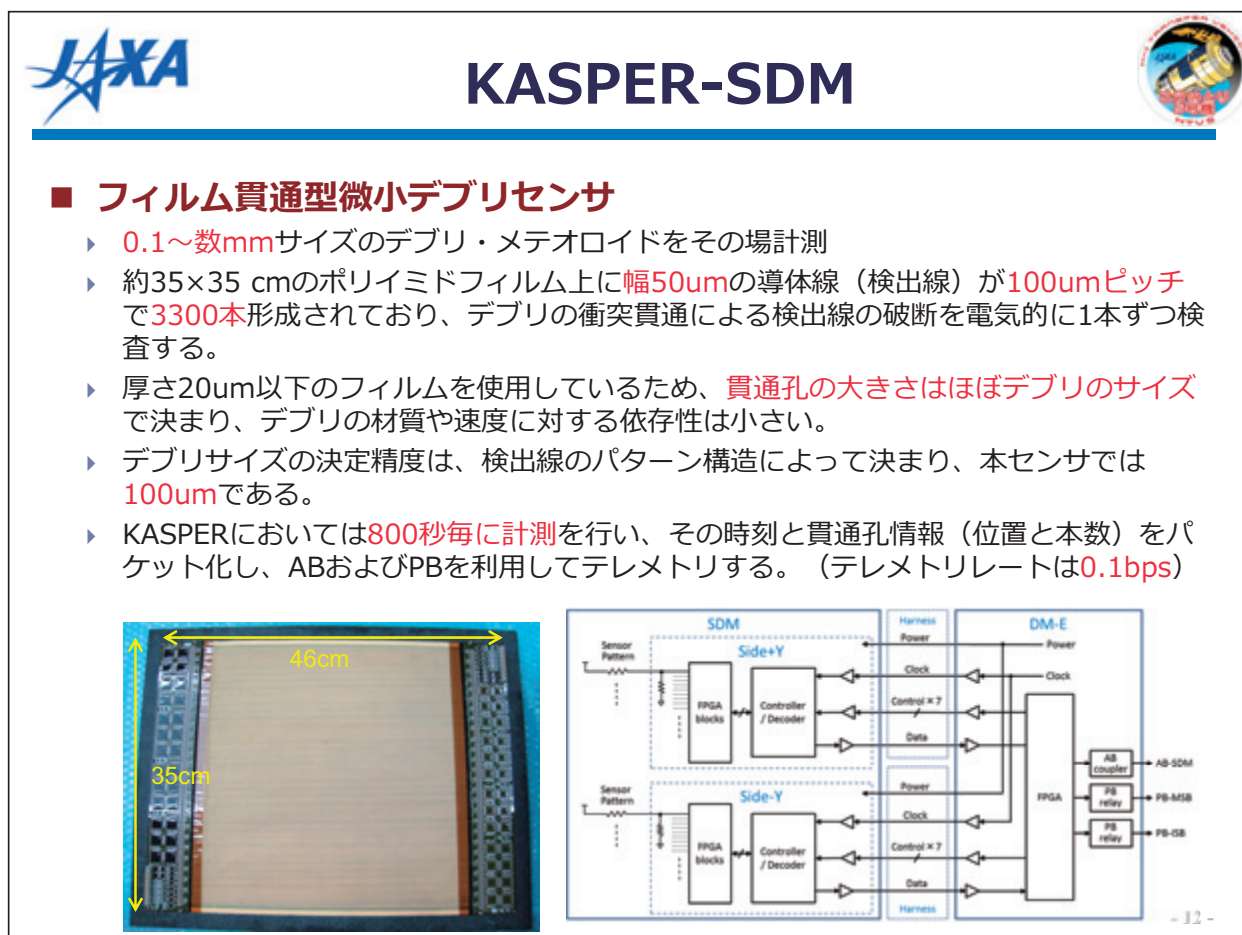 JAXA
KASPER-SDM
■ フィルム貫通型微小デブリセンサ
0.1～数mmサイズのデブリ・メテオロイドをその場計測
約35×35 cmのポリイミドフィルム上に幅50umの導体線（検出線）が100umピッチ
で3300本形成されており、デブリの衝突貫通による検出線の破断を電気的に1本ずつ検
査する。
厚さ20um以下のフィルムを使用しているため、貫通孔の大きさはほぼデブリのサイズ
で決まり、デブリの材質や速度に対する依存性は小さい。
デブリサイズの決定精度は、検出線のパターン構造によって決まり、本センサでは
100umである。
KASPERにおいては800秒毎に計測を行い、その時刻と貫通孔情報（位置と本数）をパ
ケット化し、ABおよびPBを利用してテレメトリする。（テレメトリレートは0.1bps）
46cm
35cm
SDM
Harness
DM-E
Sensor
Pattern
Side+Y
Power
Power
Clock
Clock
FPGA
blocks
Controller
/ Decoder
Control×7
Data
Sensor
Pattern
Side-Y
Power
Clock
FPGA
blocks
Controller
/ Decoder
Control×7
Data
Harness
FPGA
AB
coupler
AB-SDM
PB
relay
PB-MSB
PB
relay
PB-ISB
- 12 -